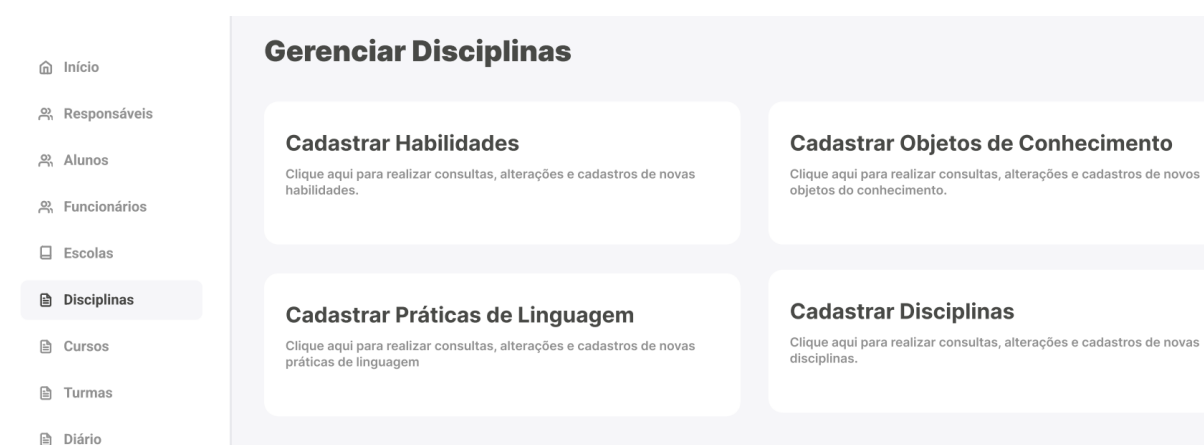 Início
Responsáveis
Alunos
Funcionários
Escolas
Disciplinas
Cursos
Turmas
Diário
Gerenciar Disciplinas
Cadastrar Habilidades
Clique aqui para realizar consultas, alterações e cadastros de novas
habilidades.
Cadastrar Objetos de Conhecimento
Clique aqui para realizar consultas, alterações e cadastros de novos
objetos do conhecimento.
Cadastrar Práticas de Linguagem
Clique aqui para realizar consultas, alterações e cadastros de novas
práticas de linguagem
Cadastrar Disciplinas
Clique aqui para realizar consultas, alterações e cadastros de novas
disciplinas.